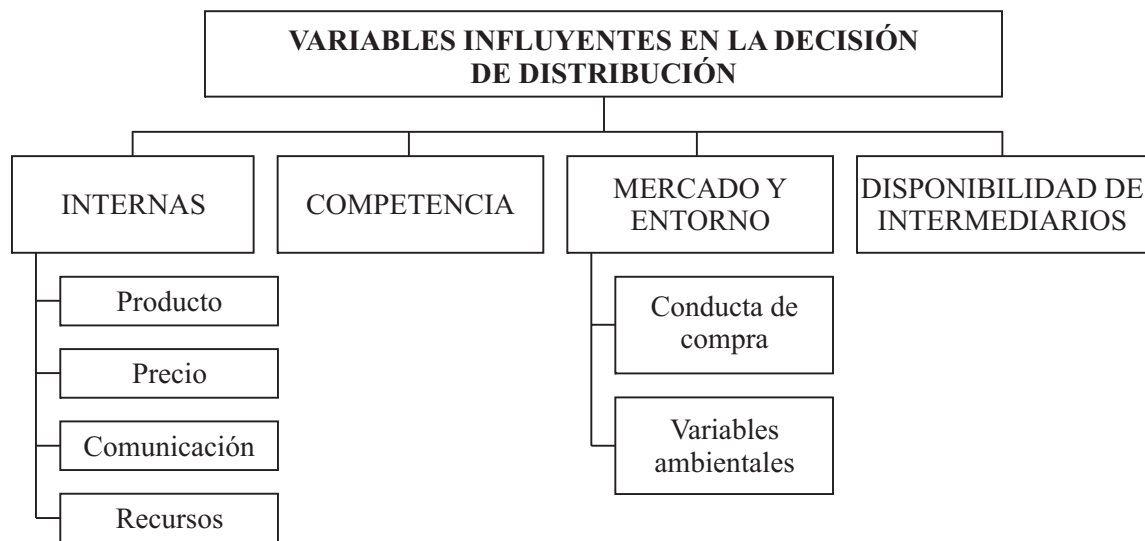 VARIABLES INFLUYENTES EN LA DECISIÓN
DE DISTRIBUCIÓN
INTERNAS
COMPETENCIA
MERCADO Y
ENTORNO
DISPONIBILIDAD DE
INTERMEDIARIOS
Producto
Precio
Comunicación
Recursos
Conducta de
compra
Variables
ambientales